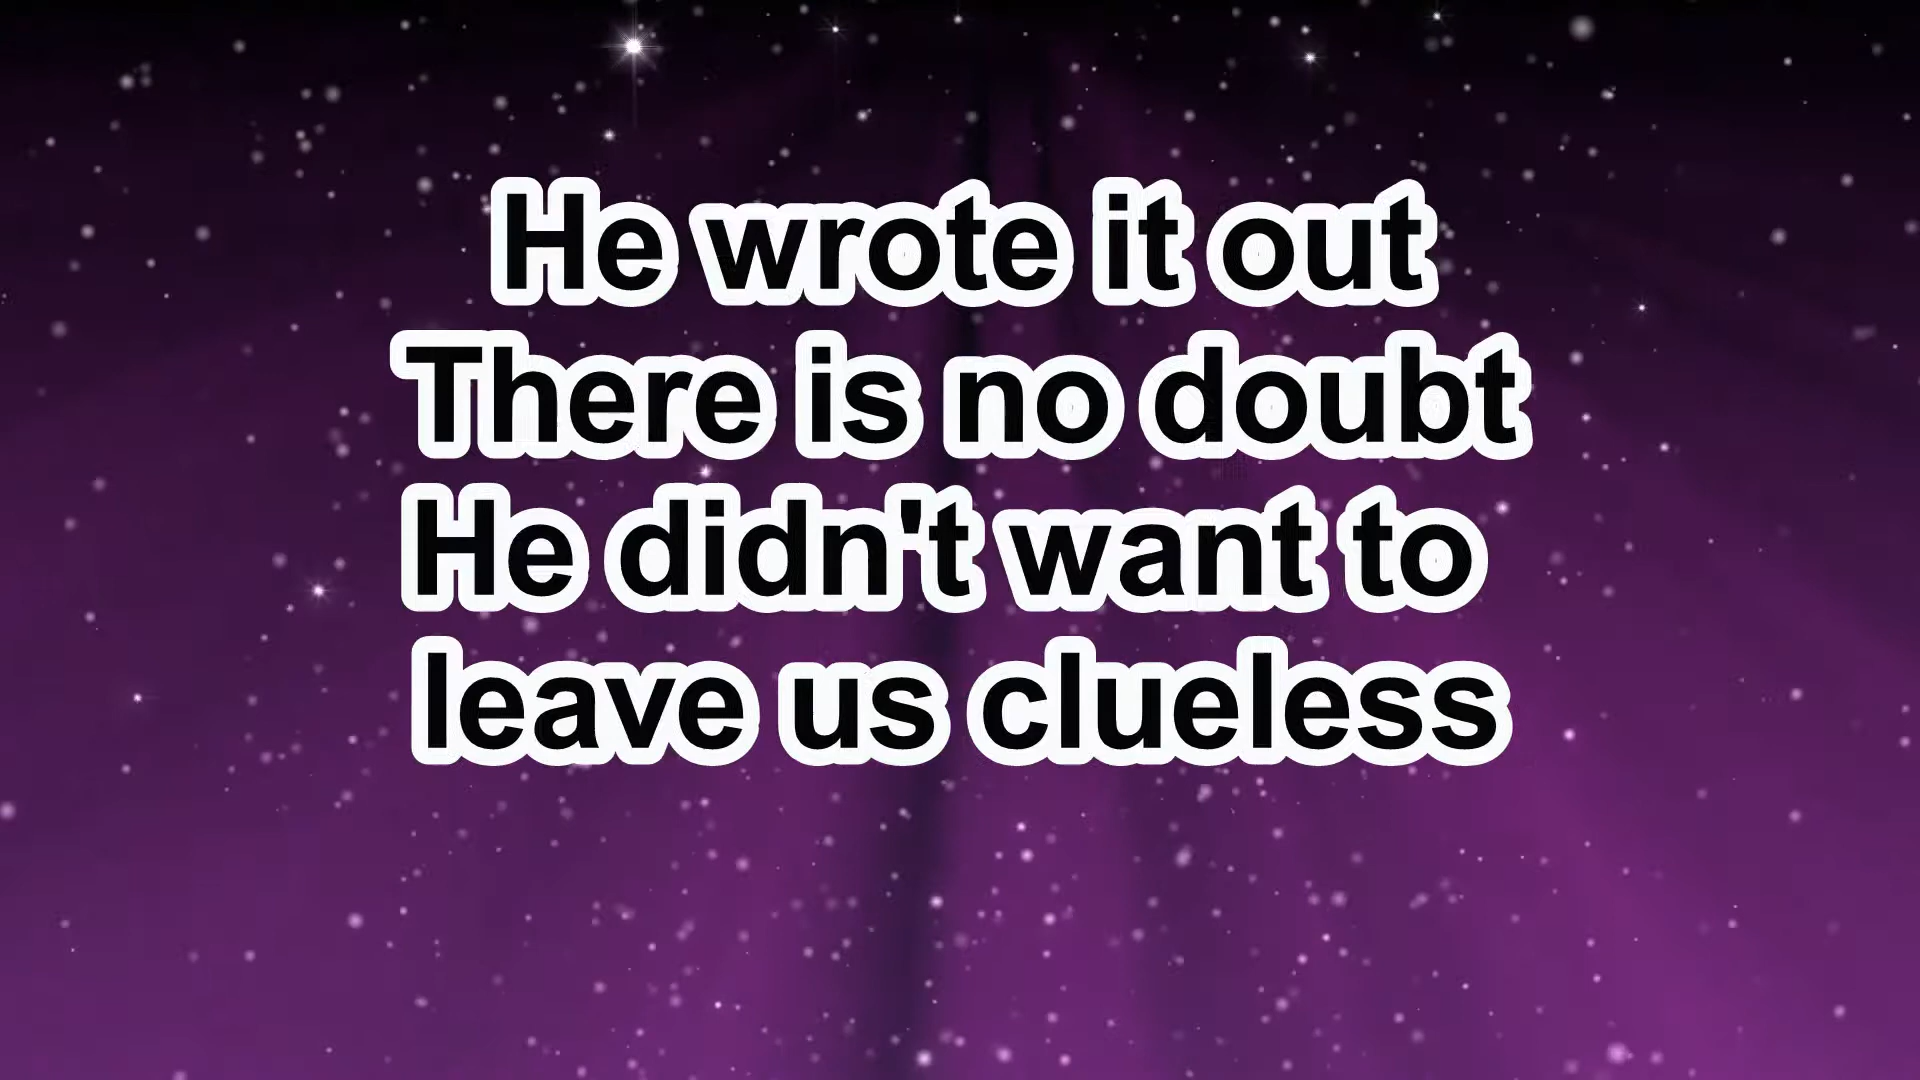 He wrote it out
There is no doubt
He didn't want to
leave us clueless